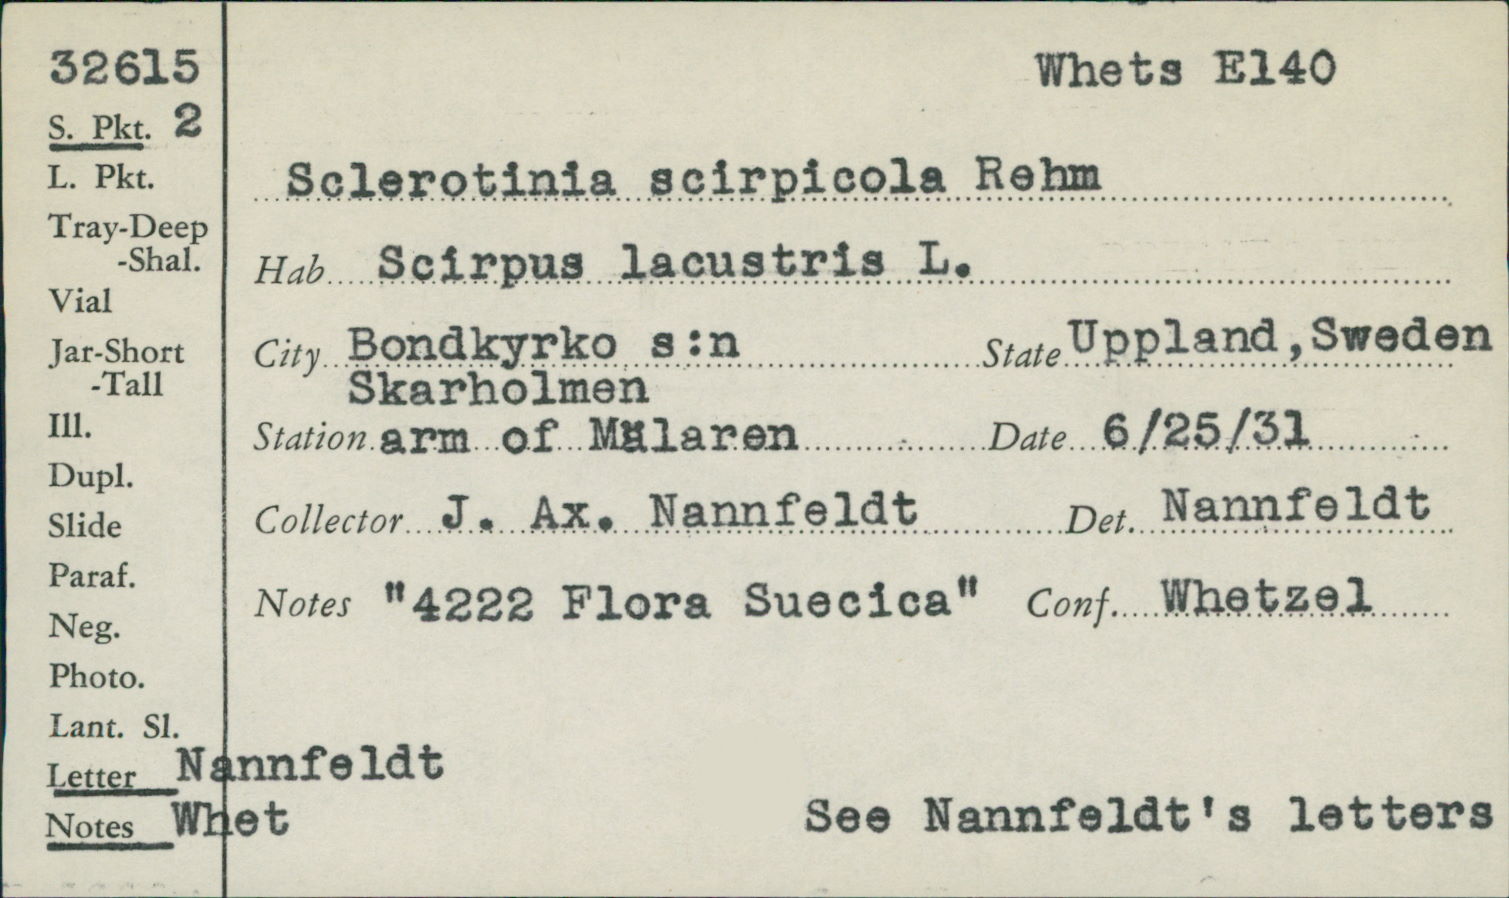 32615
Whets E140
S. Pkt. 2
Sclerotinia scirpicola Rehm
L. Pkt.
Tray-Deep
-Shal.
Hab Scirpus lacustris L.
Vial
City Bondkyrko s:n State Uppland, Sweden
Jar-Short
-Tall
Skarholmen
Ill.
Station arm of Mälaren Date 6/25/31
Dupl.
Slide
Collector J. Ax. Nannfeldt Det. Nannfeldt
Paraf.
Notes "4222 Flora Suecica" Conf. Whetzel
Neg.
Photo.
Lant. Sl.
Letter Nannfeldt
Notes Whet
See Nannfeldt's letters